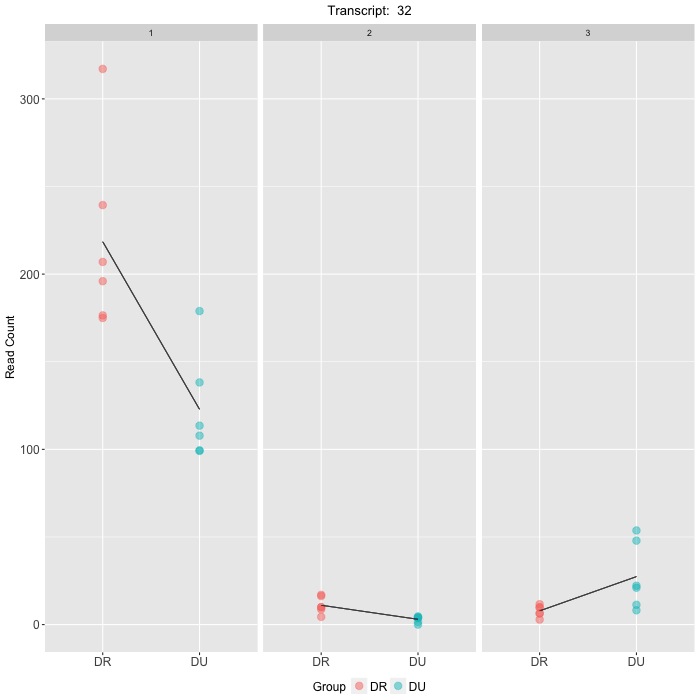 Transcript:  32
1 2 3
Read Count
300
200
100
0
DR DU DR DU DR DU
Group DR DU